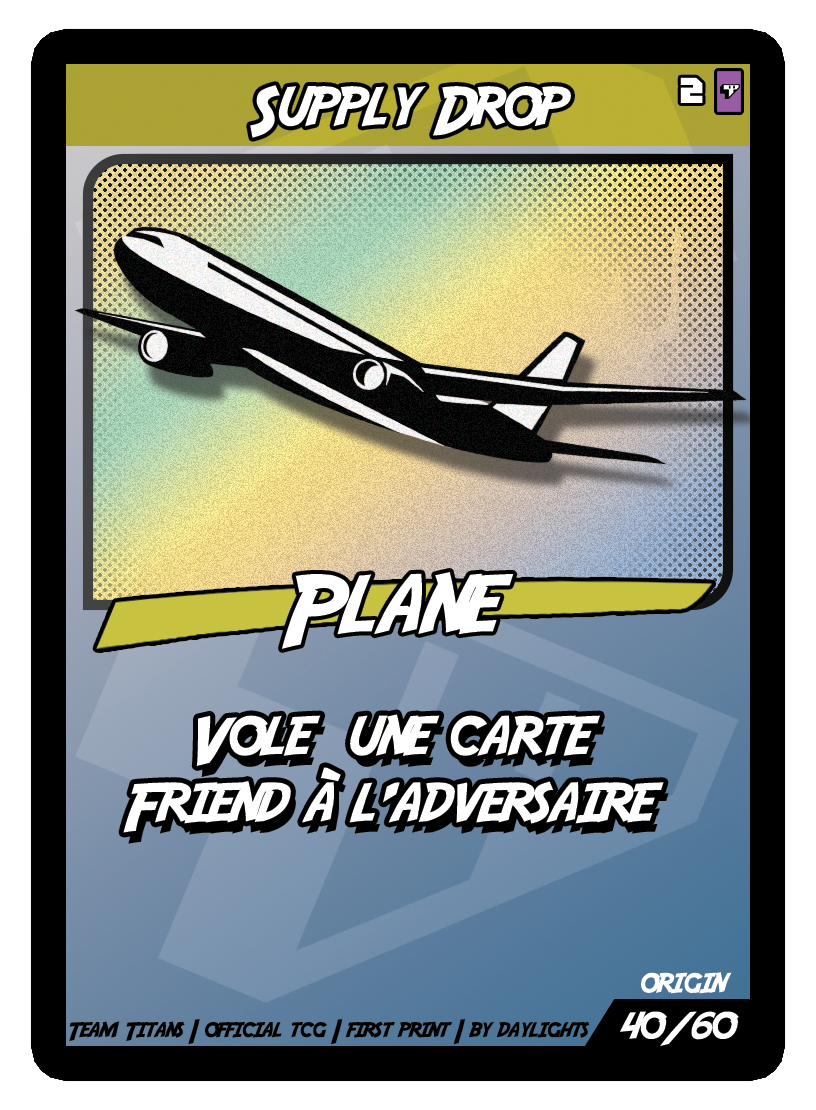 Supply Drop
2
Plane
Vole une carte
Friend à l'adversaire
Origin
Team Titans | Official TCG | First Print | By Daylights
40/60